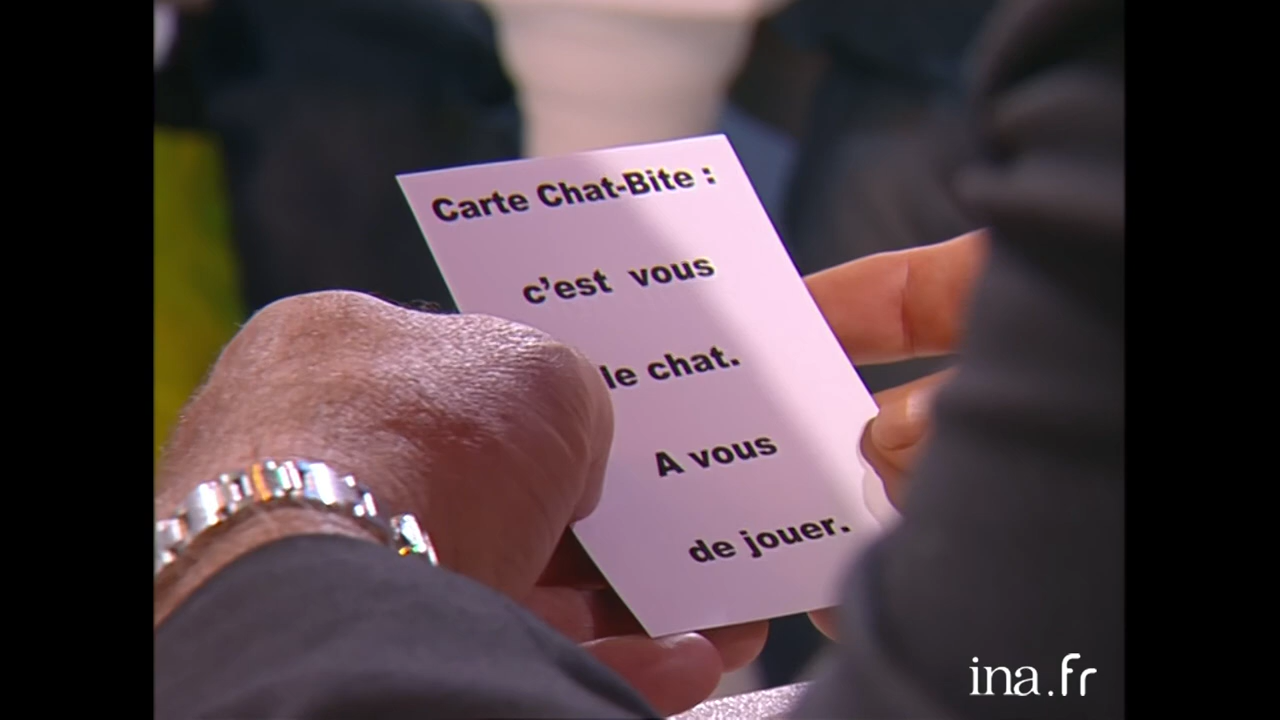 Carte Chat-Bite :
c'est vous
le chat.
A vous
de jouer.
ina.fr